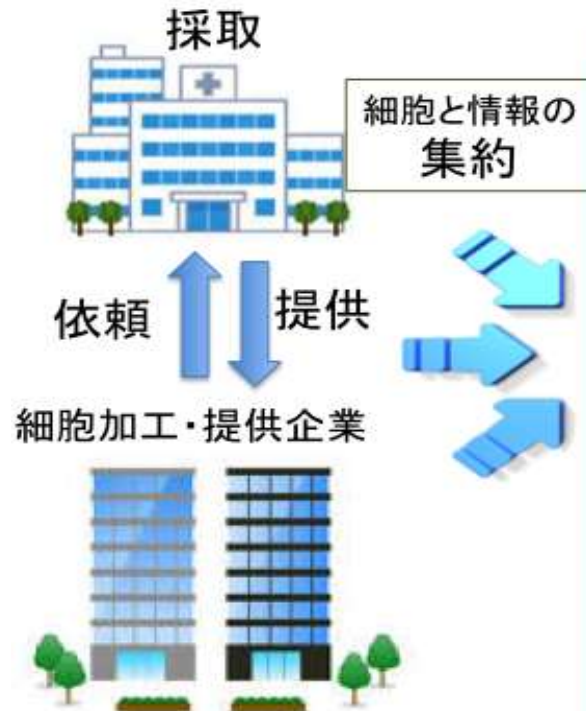 採取
細胞と情報の
集約
依頼
提供
細胞加工・提供企業